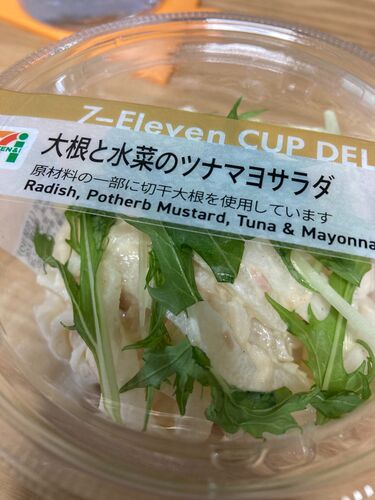 7-Eleven CUP DEL
大根と水菜のツナマヨサラダ
原材料の一部に切干大根を使用しています
Radish, Potherb Mustard, Tuna & Mayonna